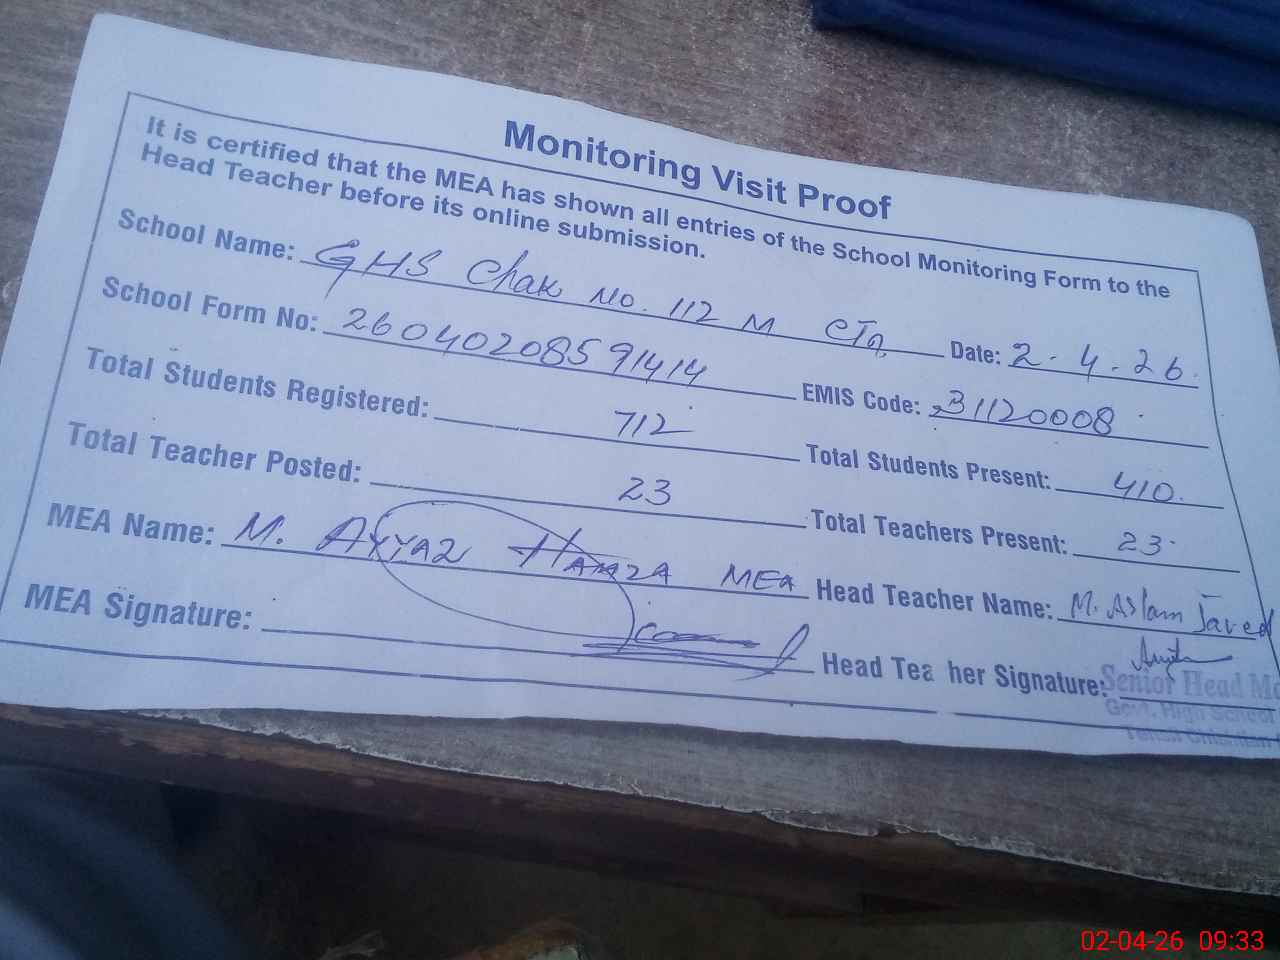 Monitoring Visit Proof
It is certified that the MEA has shown all entries of the School Monitoring Form to the
Head Teacher before its online submission.
School Name: GHS Chak No. 112 M CTn Date: 2-4-26
School Form No: 26040208591414 EMIS Code: 31120008
Total Students Registered: 712 Total Students Present: 410
Total Teacher Posted: 23 Total Teachers Present: 23
MEA Name: M. Ayyaz Hamza MEA Head Teacher Name: M. Aslam Javed
MEA Signature: Head Tea her Signature:
Senior Head
Govt. High School
02-04-26 09:33